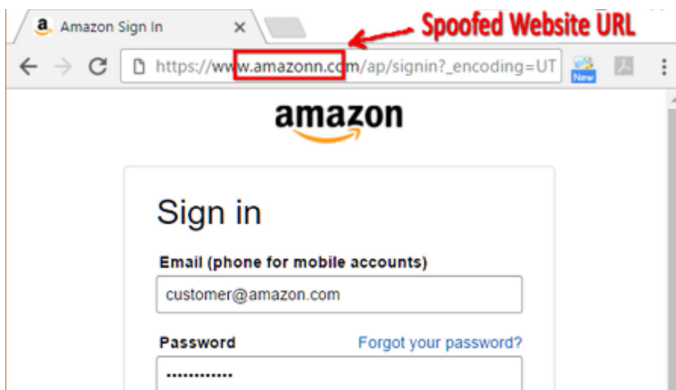 Amazon Sign In
Spoofed Website URL
https://www.amazonn.com/ap/signin?_encoding=UT
New
amazon
Sign in
Email (phone for mobile accounts)
customer@amazon.com
Password Forgot your password?
••••••••••••